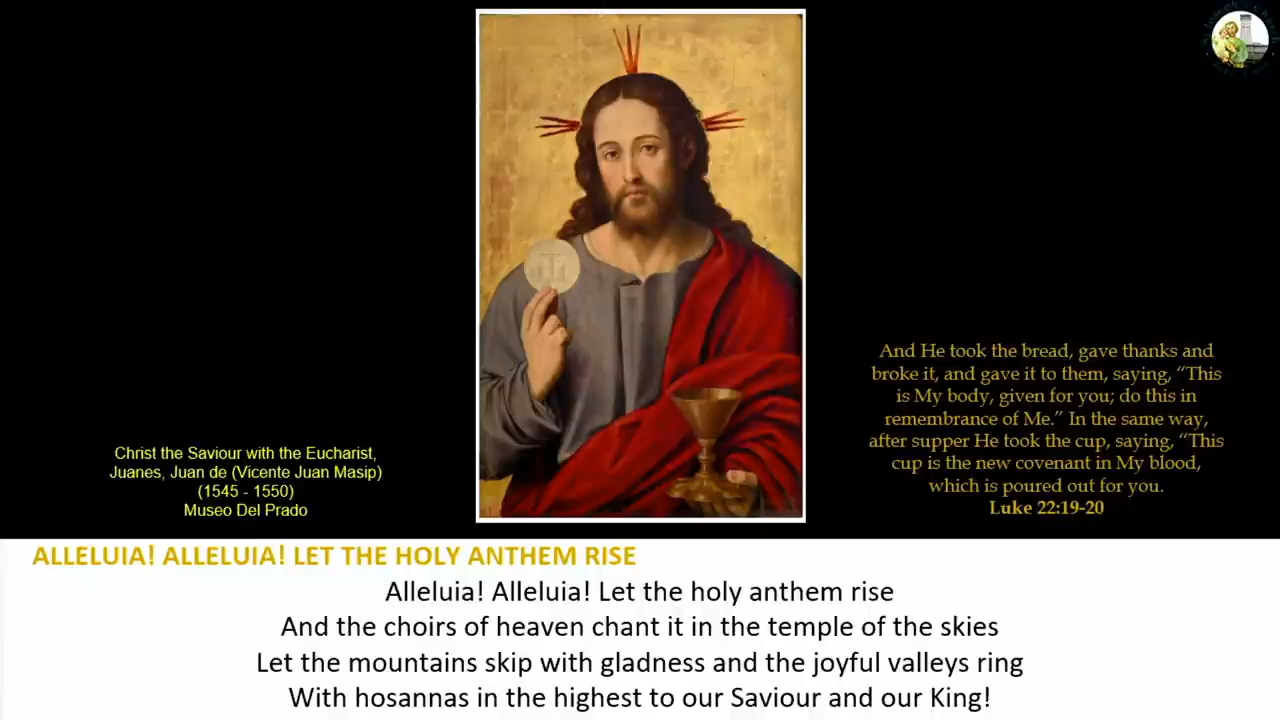 And He took the bread, gave thanks and
broke it, and gave it to them, saying, “This
is My body, given for you; do this in
remembrance of Me.” In the same way,
after supper He took the cup, saying, “This
cup is the new covenant in My blood,
which is poured out for you.
Luke 22:19-20
Christ the Saviour with the Eucharist,
Juanes, Juan de (Vicente Juan Masip)
(1545 - 1550)
Museo Del Prado
ALLELUIA! ALLELUIA! LET THE HOLY ANTHEM RISE
Alleluia! Alleluia! Let the holy anthem rise
And the choirs of heaven chant it in the temple of the skies
Let the mountains skip with gladness and the joyful valleys ring
With hosannas in the highest to our Saviour and our King!